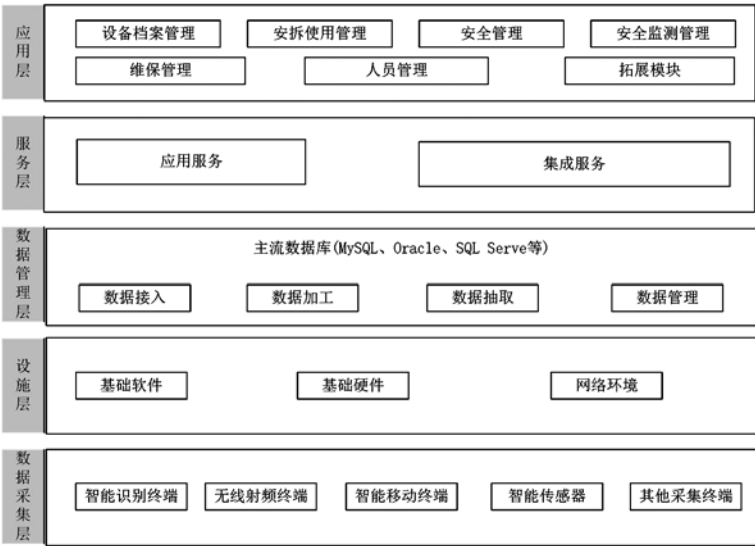 应用层
设备档案管理 安拆使用管理 安全管理 安全监测管理
维保管理 人员管理 拓展模块
服务层
应用服务 集成服务
数据管理层
主流数据库(MySQL、Oracle、SQL Serve等)
数据接入 数据加工 数据抽取 数据管理
设施层
基础软件 基础硬件 网络环境
数据采集层
智能识别终端 无线射频终端 智能移动终端 智能传感器 其他采集终端